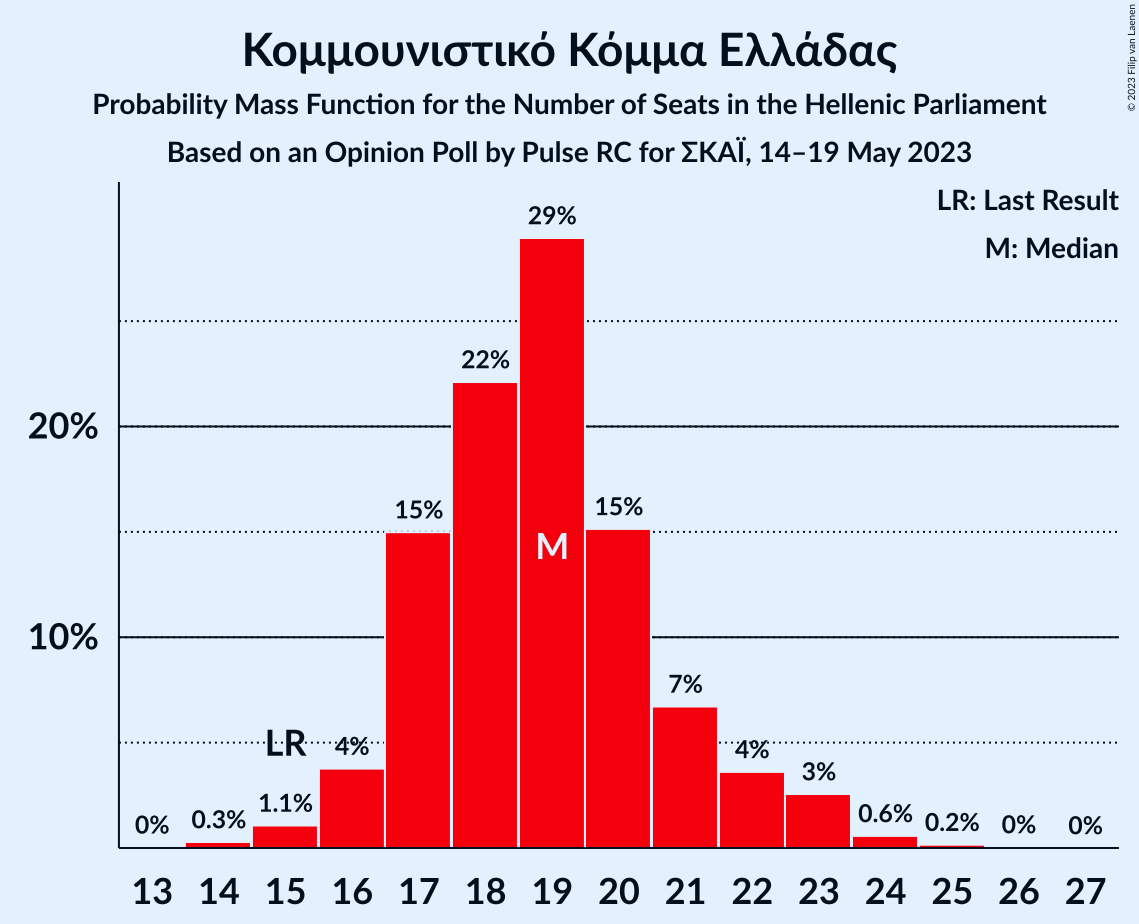 Κομμουνιστικό Κόμμα Ελλάδας
Probability Mass Function for the Number of Seats in the Hellenic Parliament
Based on an Opinion Poll by Pulse RC for ΣΚΑΪ, 14–19 May 2023
© 2023 Filip van Laenen
LR: Last Result
M: Median
29%
22%
20%
15%
15%
M
10%
7%
LR
4%
4%
3%
1.1%
0.3%
0.6%
0.2%
0%
0%
0%
13 14 15 16 17 18 19 20 21 22 23 24 25 26 27